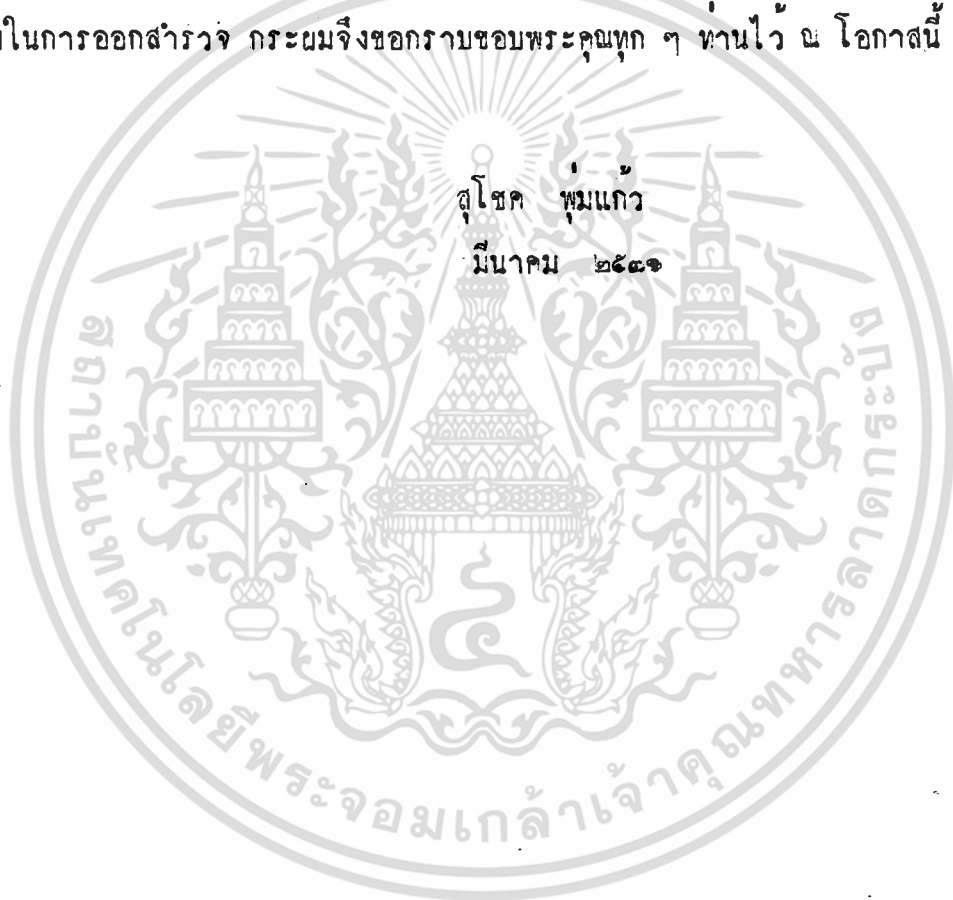 ในการออกสำรวจ กระผมจึงขอกราบขอบพระคุณทุก ๆ ท่านไว้ ณ โอกาสนี้
สุโชค พุ่มแก้ว
มีนาคม ๒๕๓๑
สถาบันเทคโนโลยีพระจอมเกล้าเจ้าคุณทหารลาดกระบัง